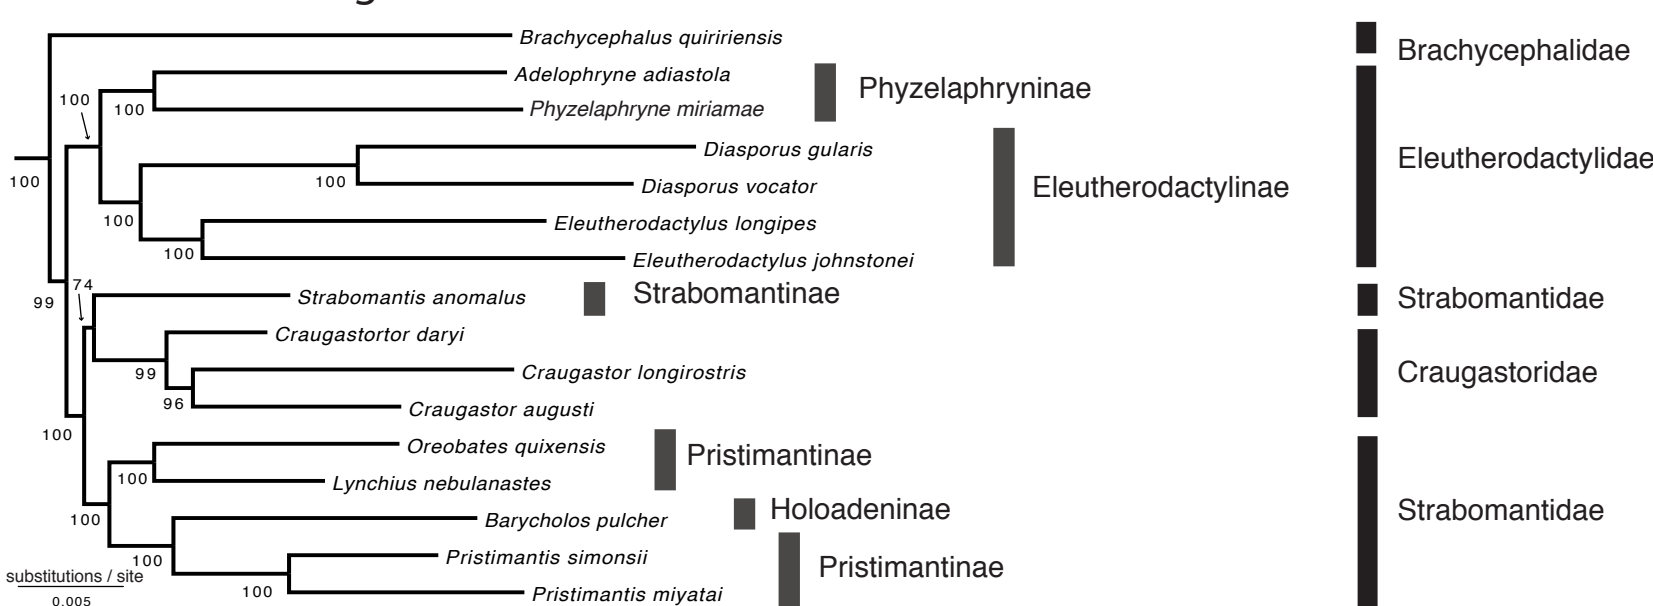 Brachycephalus quiririensis
Brachycephalidae
Adelophryne adiastola
Phyzelaphryninae
100
100
Phyzelaphryne miriamae
Diasporus gularis
Eleutherodactylidae
100
100
Diasporus vocator
Eleutherodactylinae
100
Eleutherodactylus longipes
100
Eleutherodactylus johnstonei
74
99
Strabomantis anomalus
Strabomantinae
Strabomantidae
Craugastortor daryi
99
Craugastor longirostris
Craugastoridae
96
Craugastor augusti
100
Oreobates quixensis
Pristimantinae
100
Lynchius nebulanastes
100
Barycholos pulcher
Holoadeninae
Strabomantidae
100
Pristimantis simonsii
Pristimantinae
substitutions / site
100
Pristimantis miyatai
0.005